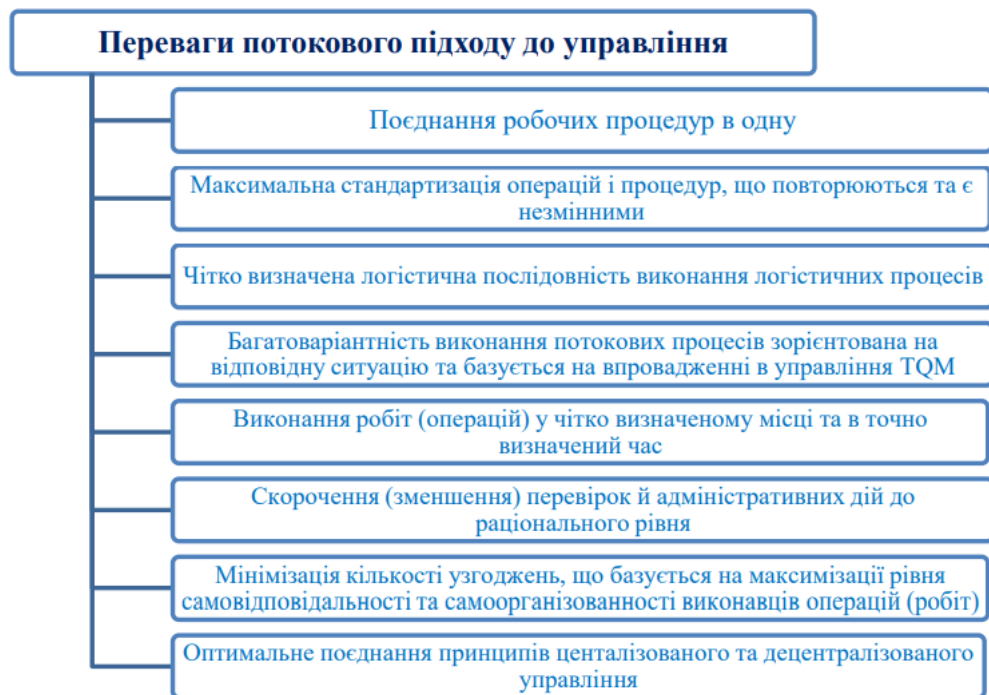 Переваги потокового підходу до управління
Поєднання робочих процедур в одну
Максимальна стандартизація операцій і процедур, що повторюються та є
незмінними
Чітко визначена логістична послідовність виконання логістичних процесів
Багатоваріантність виконання потокових процесів зорієнтована на
відповідну ситуацію та базується на впровадженні в управління TQM
Виконання робіт (операцій) у чітко визначеному місці та в точно
визначений час
Скорочення (зменшення) перевірок й адміністративних дій до
раціонального рівня
Мінімізація кількості узгоджень, що базується на максимізації рівня
самовідповідальності та самоорганізованності виконавців операцій (робіт)
Оптимальне поєднання принципів централізованого та децентралізованого
управління